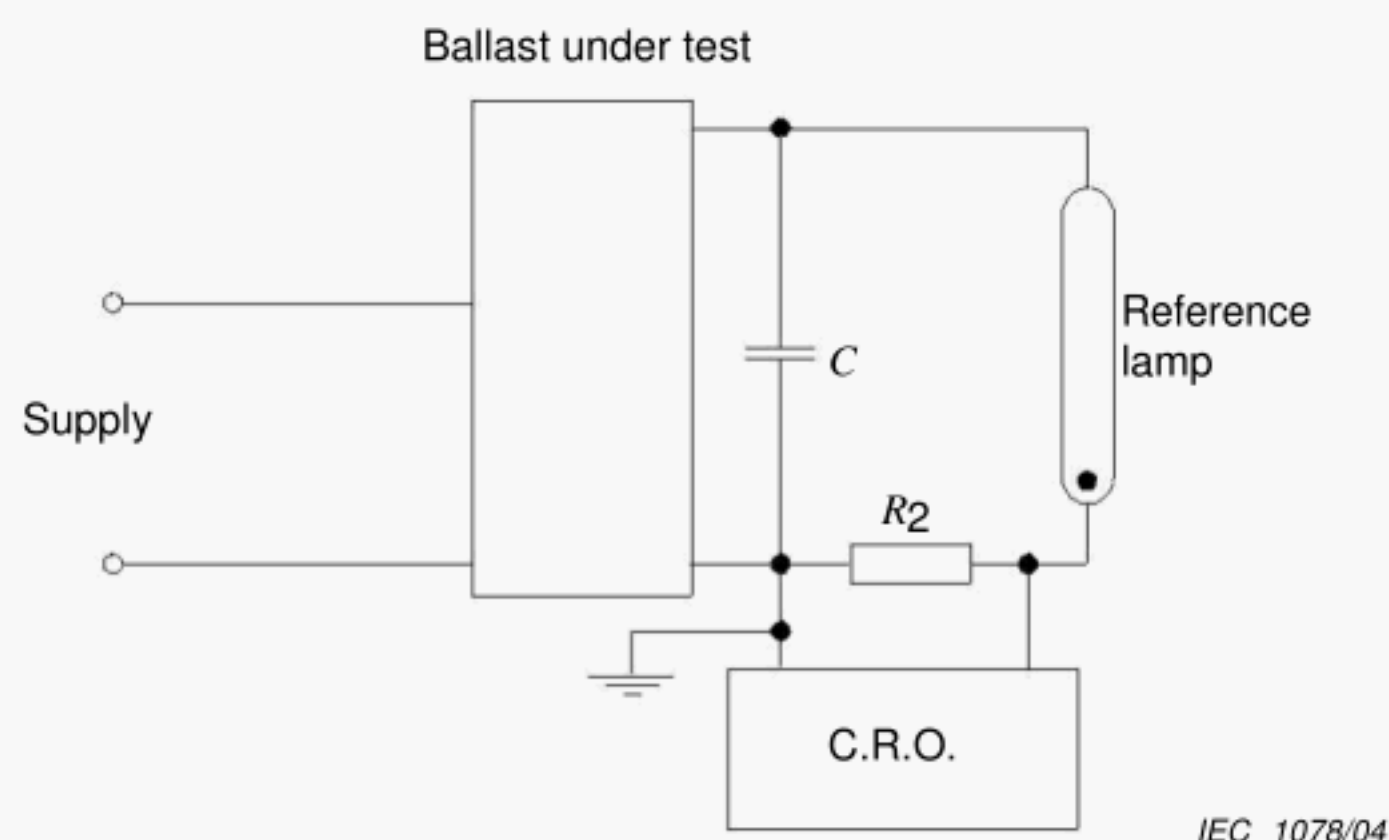 Ballast under test
Supply
C
Reference
lamp
R2
C.R.O.
IEC 1078/04